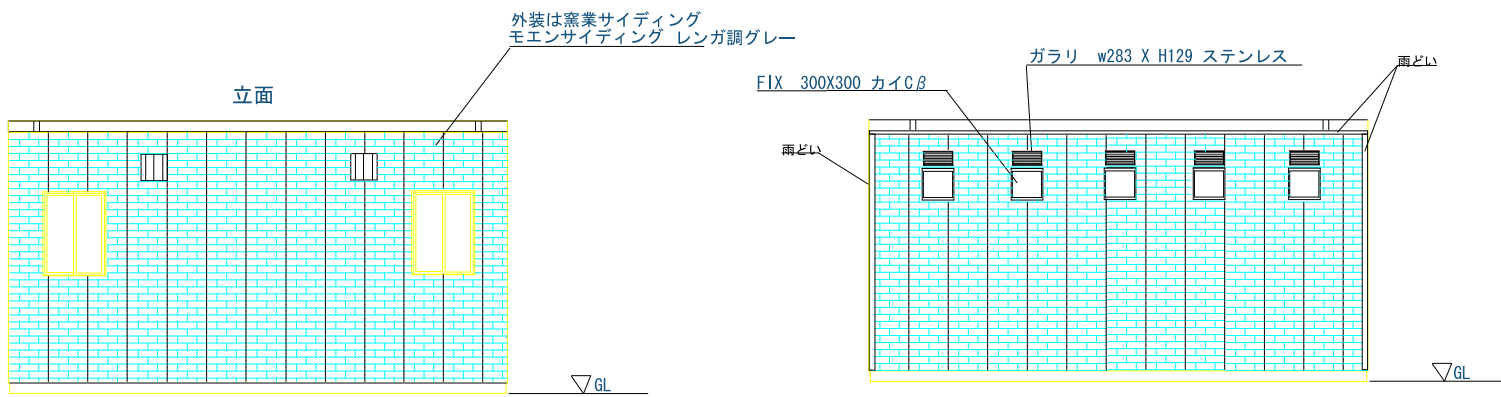 外装は窯業サイディング
モエンサイディング レンガ調グレー
立面
GL
ガラリ w283 X H129 ステンレス
FIX 300X300 カイCβ
雨どい
雨どい
GL